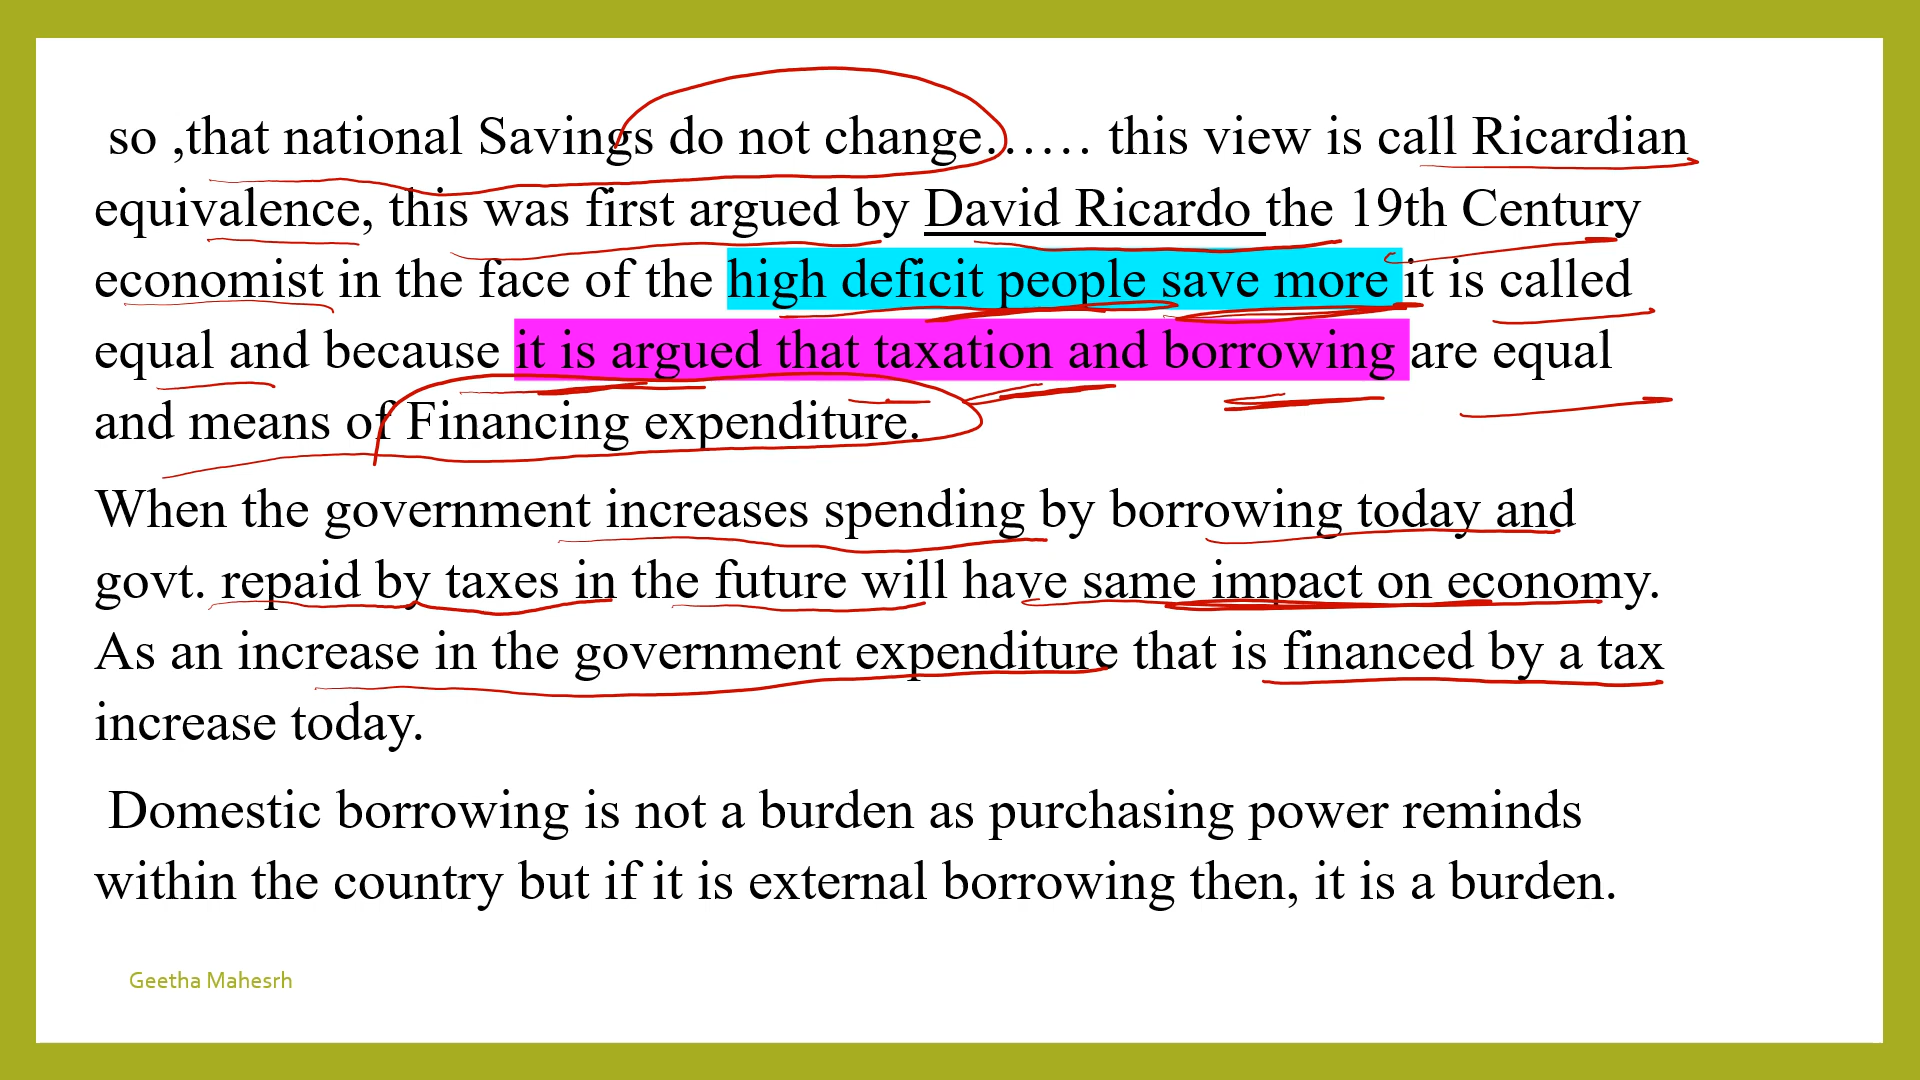 so ,that national Savings do not change…… this view is call Ricardian
equivalence, this was first argued by David Ricardo the 19th Century
economist in the face of the high deficit people save more it is called
equal and because it is argued that taxation and borrowing are equal
and means of Financing expenditure.
When the government increases spending by borrowing today and
govt. repaid by taxes in the future will have same impact on economy.
As an increase in the government expenditure that is financed by a tax
increase today.
Domestic borrowing is not a burden as purchasing power reminds
within the country but if it is external borrowing then, it is a burden.
Geetha Mahesrh